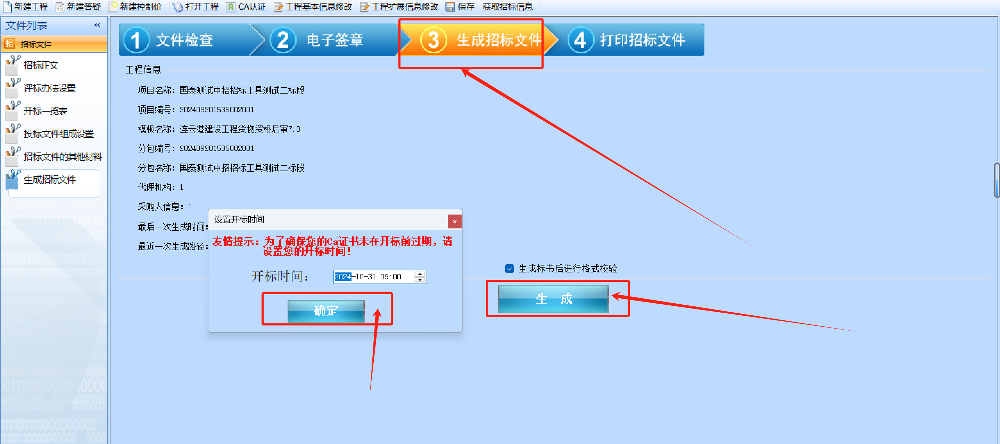 新建工程 新建答疑 新建控制价 打开工程 CA认证 工程基本信息修改 工程扩展信息修改 保存 获取招标信息
文件列表 «
招 招标文件
招标正文
评标办法设置
开标一览表
投标文件组成设置
招标文件的其他材料
生成招标文件
1 文件检查 2 电子签章 3 生成招标文件 4 打印招标文件
工程信息
项目名称：国泰测试中招招标工具测试二标段
项目编号：202409201535002001
模板名称：连云港建设工程货物资格后审7.0
分包编号：202409201535002001
分包名称：国泰测试中招招标工具测试二标段
代理机构：1
采购人信息：1
最后一次生成时间：
最近一次生成路径：
设置开标时间
友情提示：为了确保您的Ca证书未在开标前过期，请
设置您的开标时间！
开标时间：
2024-10-31 09:00
确定
生成标书后进行格式校验
生 成